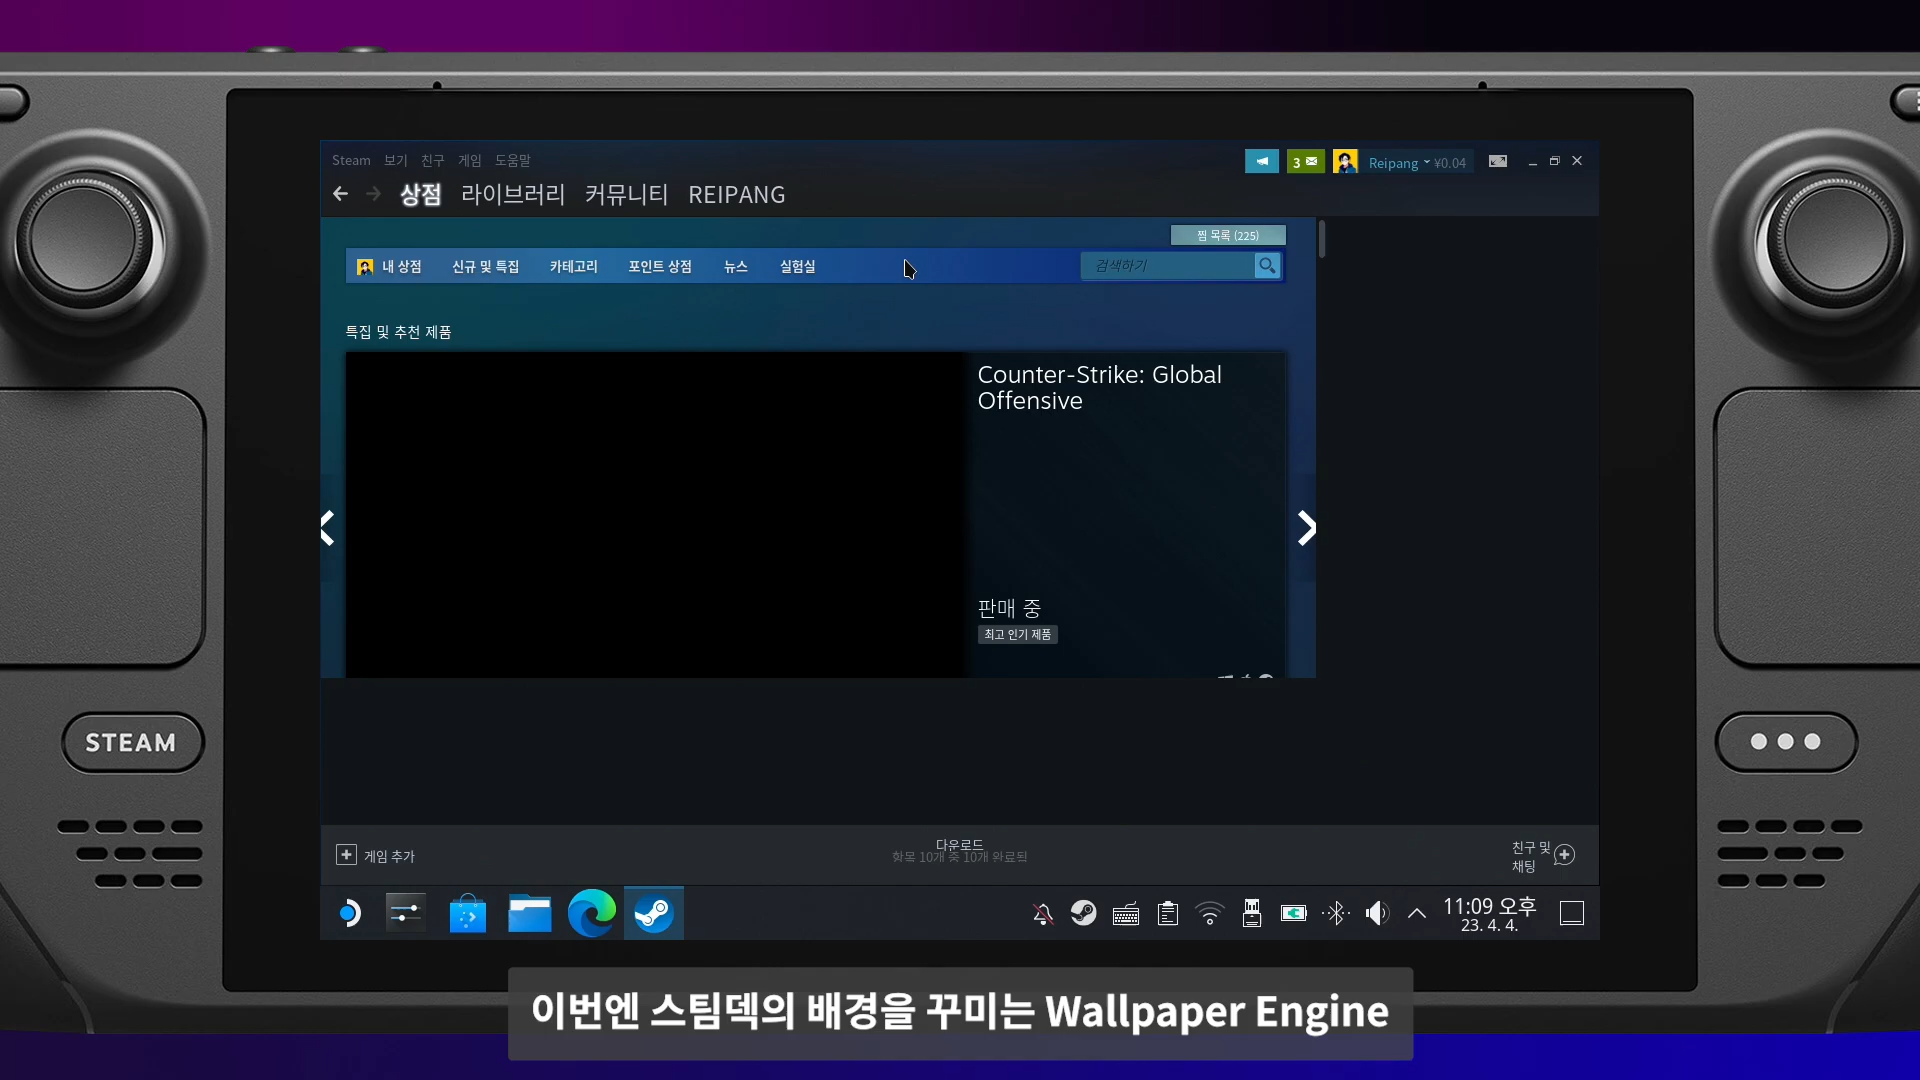 Steam 보기 친구 게임 도움말
3
Reipang ¥0.04
상점 라이브러리 커뮤니티 REIPANG
찜 목록 (225)
내 상점 신규 및 특집 카테고리 포인트 상점 뉴스 실험실
검색하기
특집 및 추천 제품
Counter-Strike: Global
Offensive
판매 중
최고 인기 제품
STEAM
게임 추가
다운로드
항목 10개 중 10개 완료됨
친구 및
채팅
11:09 오후
23. 4. 4.
이번엔 스팀덱의 배경을 꾸미는 Wallpaper Engine